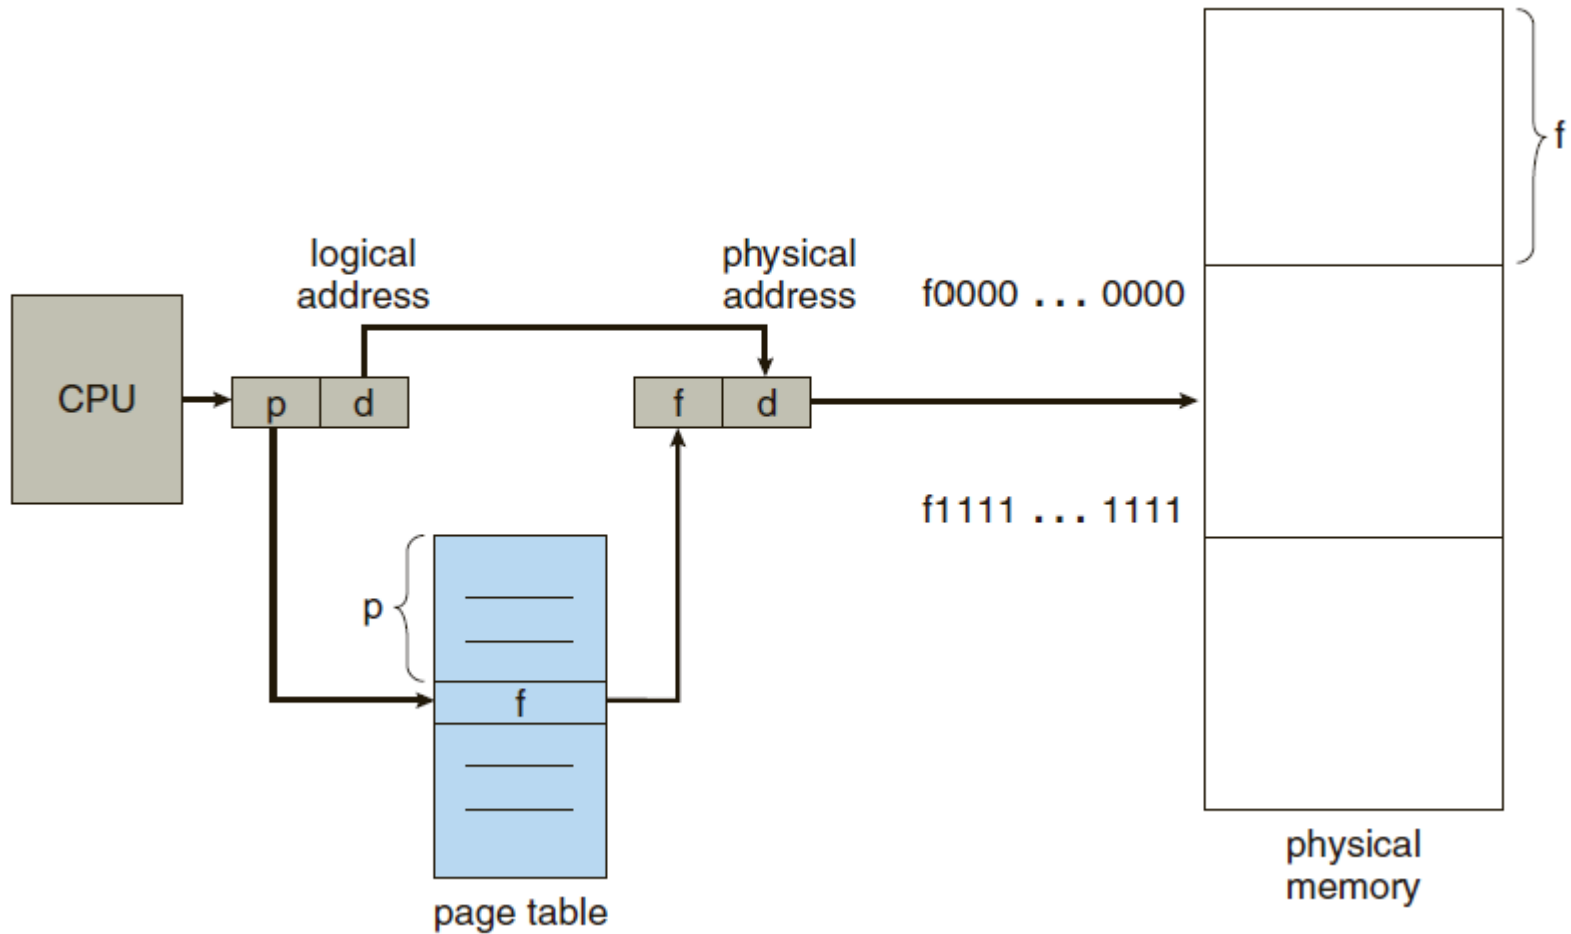 f
logical
address
physical
address
f0000 ... 0000
CPU
p d
f d
f1111 ... 1111
p
f
page table
physical
memory